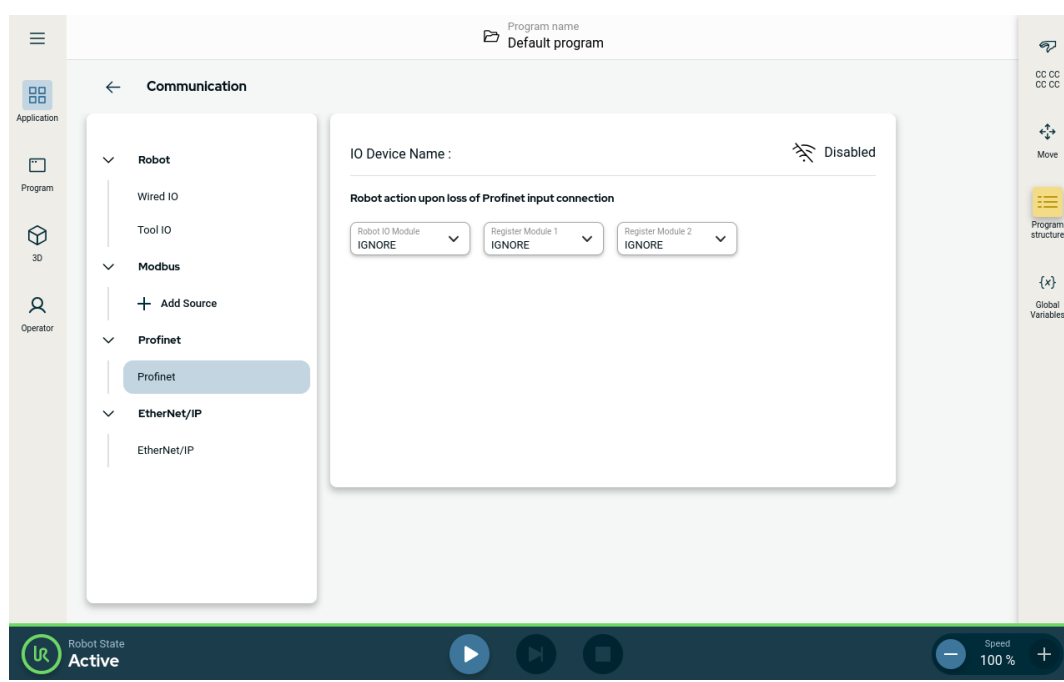 Program name
Default program
Communication
Application
Program
3D
Operator
Robot
Wired IO
Tool IO
Modbus
Add Source
Profinet
Profinet
EtherNet/IP
EtherNet/IP
IO Device Name :
Disabled
Robot action upon loss of Profinet input connection
Robot IO Module
IGNORE
Register Module 1
IGNORE
Register Module 2
IGNORE
CC CC
CC CC
Move
Program
structure
{x}
Global
Variables
UR
Robot State
Active
Speed
100 %